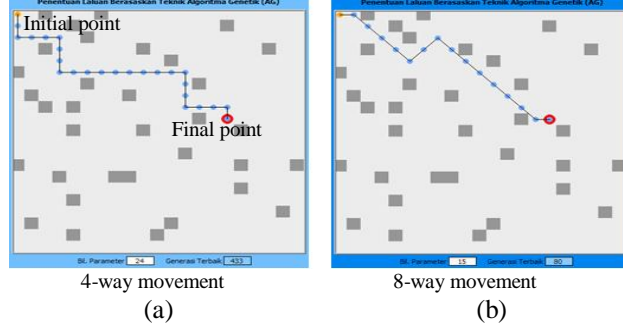 Penentuan Laluan Berasaskan Teknik Algoritma Genetik (AG)
Initial point
Final point
Bil. Parameter 24 Generasi Terbaik 433
4-way movement
(a)
Penentuan Laluan Berasaskan Teknik Algoritma Genetik (AG)
Bil. Parameter 15 Generasi Terbaik 80
8-way movement
(b)